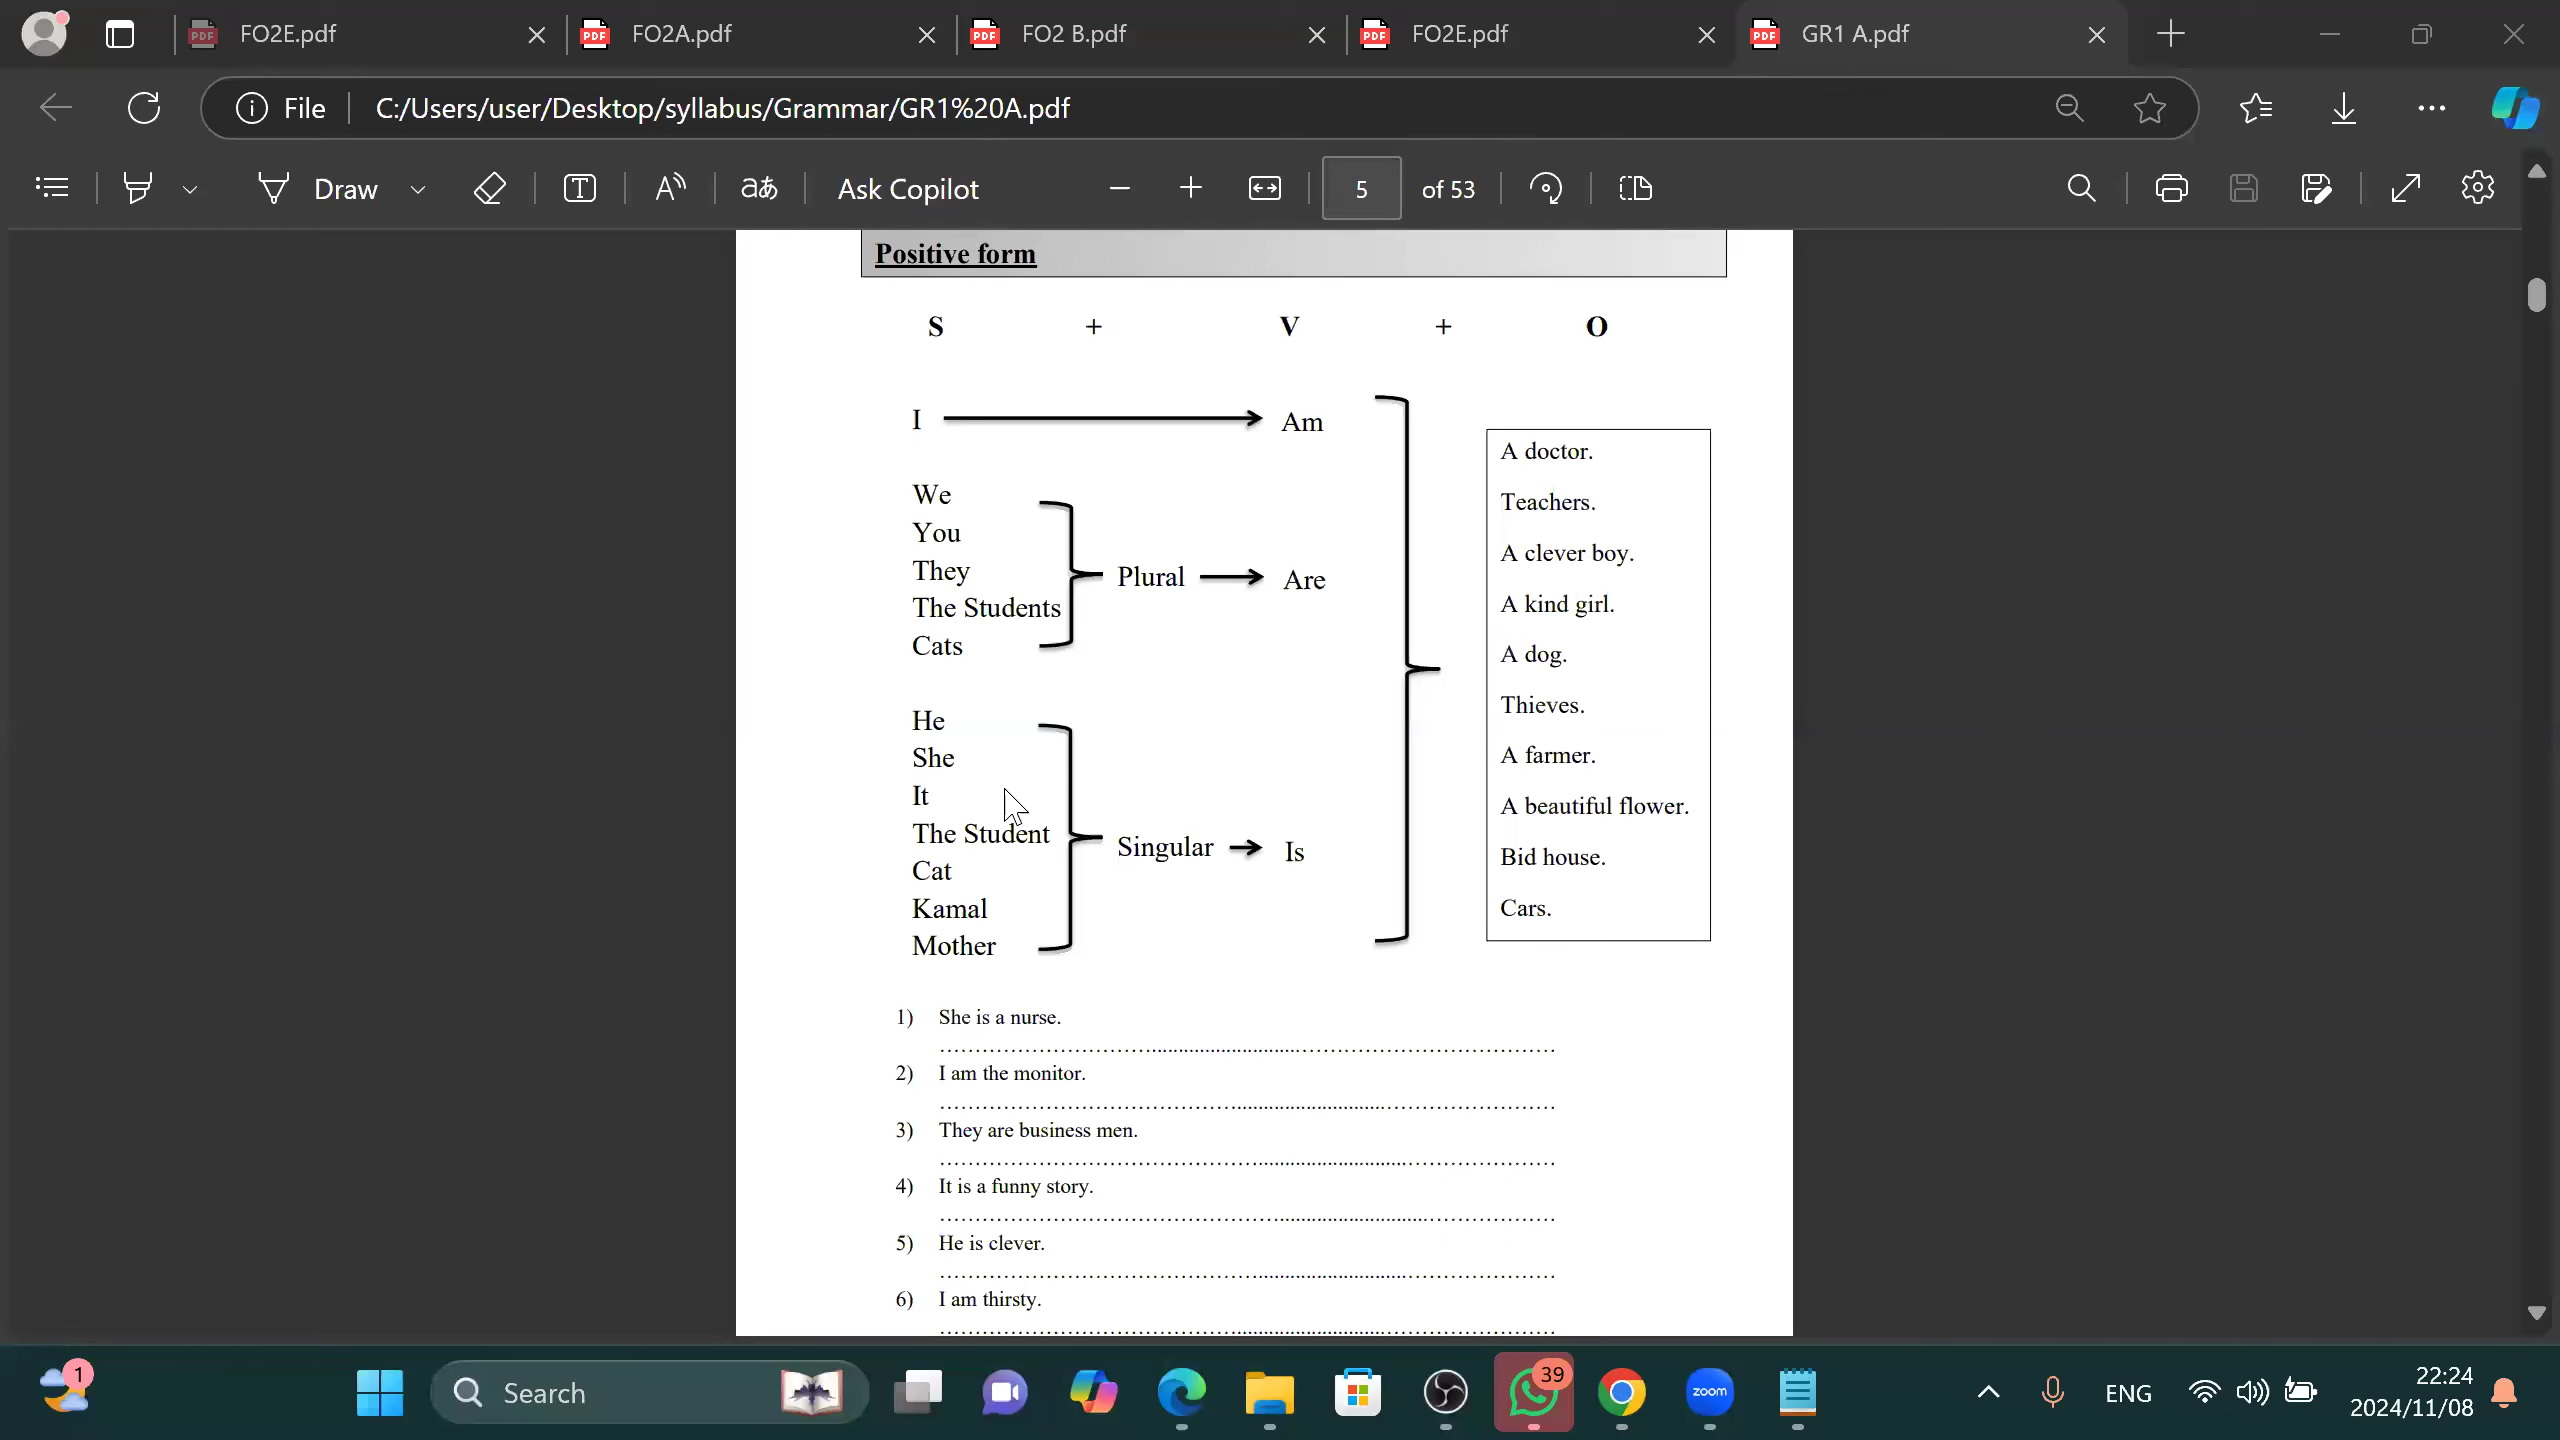 FO2E.pdf FO2A.pdf FO2 B.pdf FO2E.pdf GR1 A.pdf
File C:/Users/user/Desktop/syllabus/Grammar/GR1%20A.pdf
Draw Ask Copilot 5 of 53
Positive form
S + V + O
I Am
We
You
They
The Students
Cats
Plural Are
He
She
It
The Student
Cat
Kamal
Mother
Singular Is
A doctor.
Teachers.
A clever boy.
A kind girl.
A dog.
Thieves.
A farmer.
A beautiful flower.
Bid house.
Cars.
1) She is a nurse.
2) I am the monitor.
3) They are business men.
4) It is a funny story.
5) He is clever.
6) I am thirsty.
1 Search 39 zoom ENG 22:24
2024/11/08